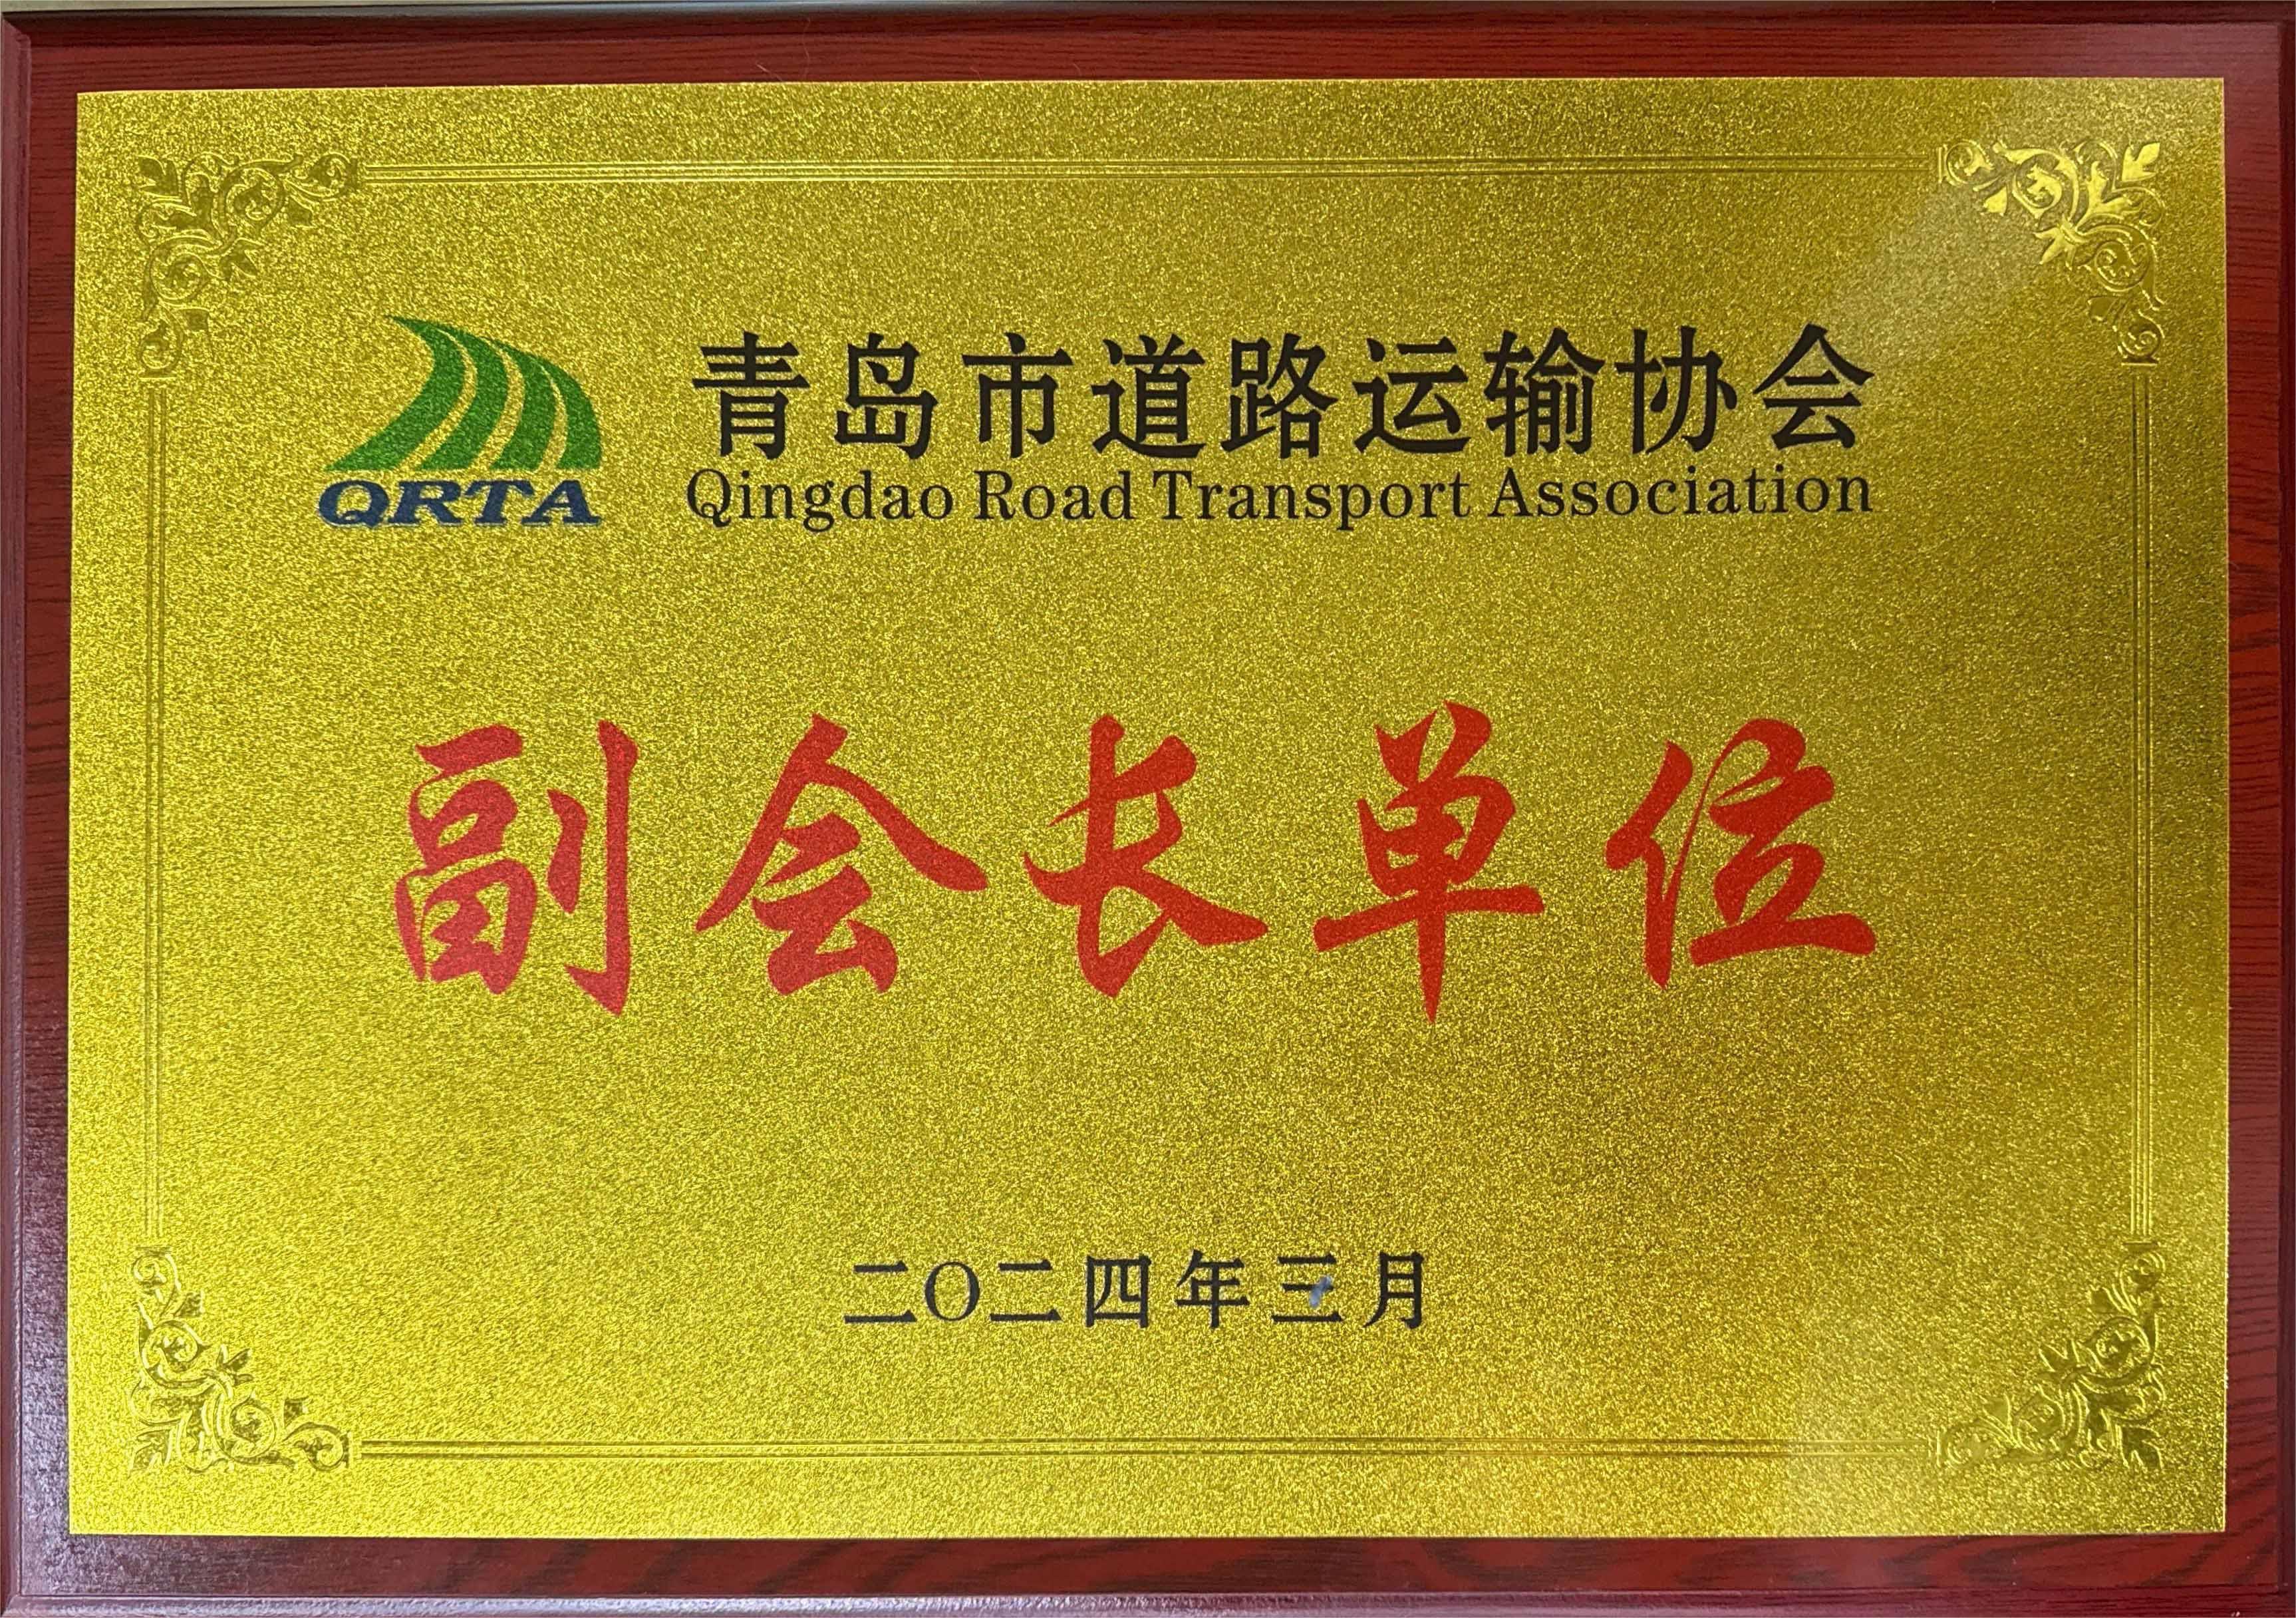 青岛市道路运输协会
QRTA
Qingdao Road Transport Association
副会长单位
二〇二四年三月